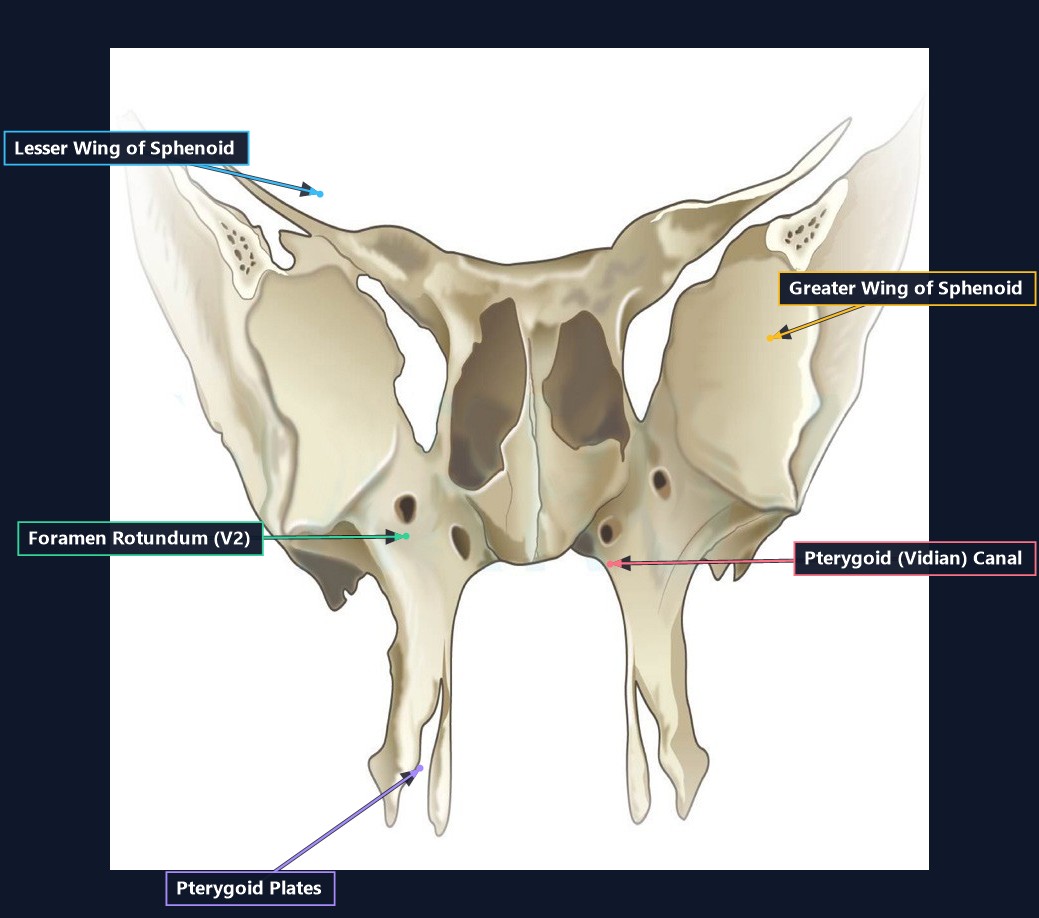 Lesser Wing of Sphenoid
Greater Wing of Sphenoid
Foramen Rotundum (V2)
Pterygoid (Vidian) Canal
Pterygoid Plates